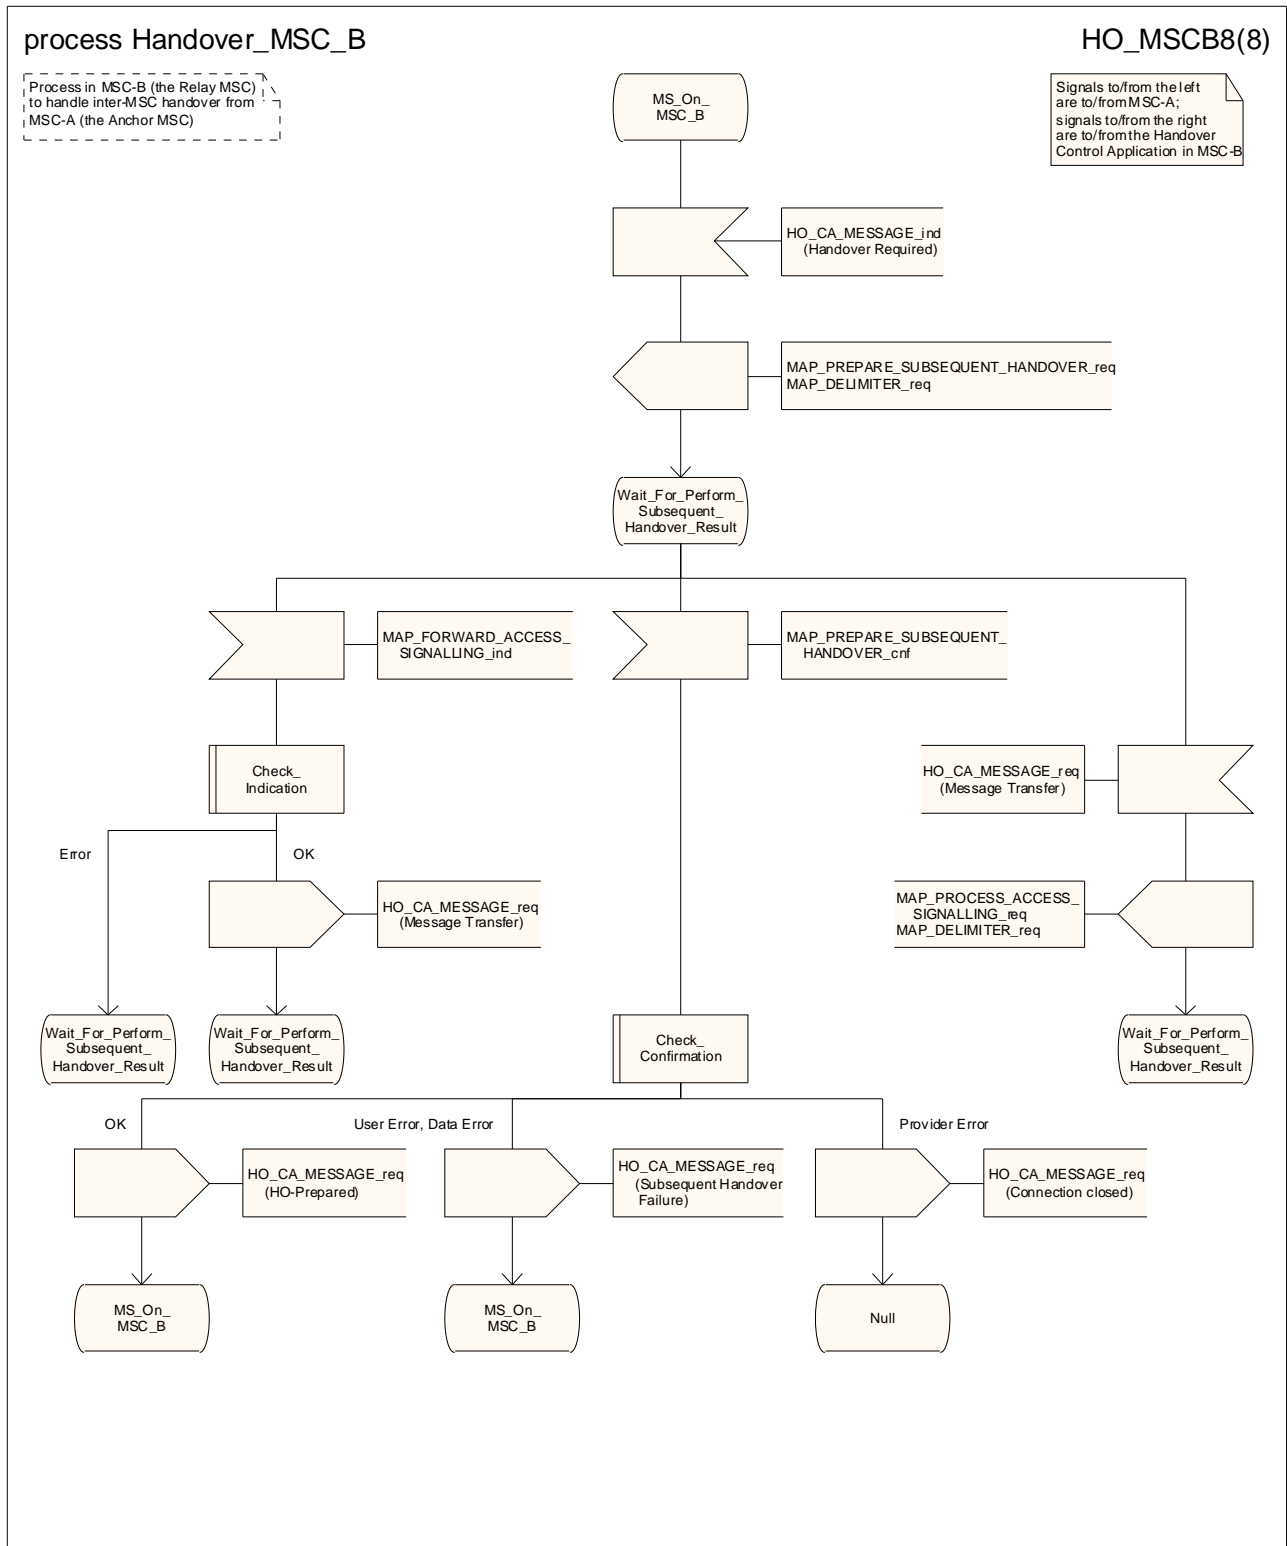 process Handover_MSC_B
HO_MSCB8(8)
Process in MSC-B (the Relay MSC)
to handle inter-MSC handover from
MSC-A (the Anchor MSC)
MS_On_
MSC_B
Signals to/from the left
are to/from MSC-A;
signals to/from the right
are to/from the Handover
Control Application in MSC-B
HO_CA_MESSAGE_ind
(Handover Required)
MAP_PREPARE_SUBSEQUENT_HANDOVER_req
MAP_DELIMITER_req
Wait_For_Perform_
Subsequent_
Handover_Result
MAP_FORWARD_ACCESS_
SIGNALLING_ind
MAP_PREPARE_SUBSEQUENT_
HANDOVER_cnf
Check_
Indication
HO_CA_MESSAGE_req
(Message Transfer)
Error
OK
HO_CA_MESSAGE_req
(Message Transfer)
MAP_PROCESS_ACCESS_
SIGNALLING_req
MAP_DELIMITER_req
Wait_For_Perform_
Subsequent_
Handover_Result
Wait_For_Perform_
Subsequent_
Handover_Result
Check_
Confirmation
Wait_For_Perform_
Subsequent_
Handover_Result
OK
User Error, Data Error
Provider Error
HO_CA_MESSAGE_req
(HO-Prepared)
HO_CA_MESSAGE_req
(Subsequent Handover
Failure)
HO_CA_MESSAGE_req
(Connection closed)
MS_On_
MSC_B
MS_On_
MSC_B
Null